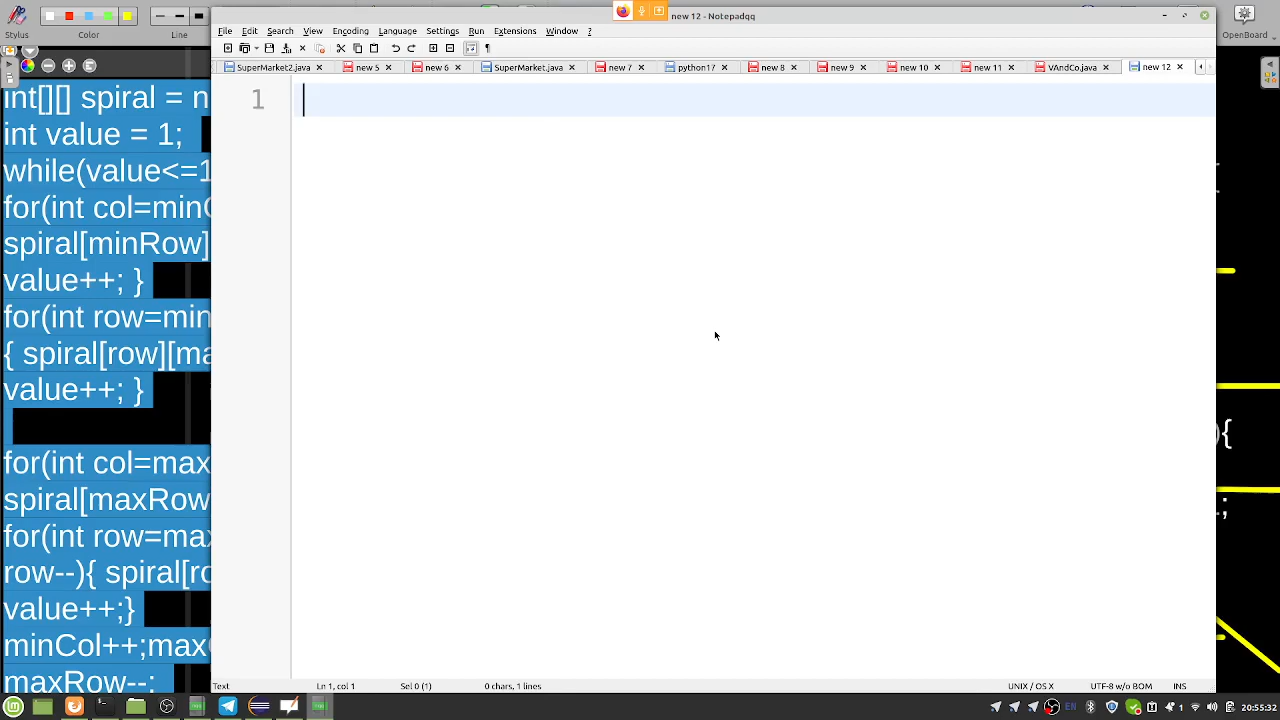 new 12 - Notepadqq
Stylus
Color
Line
OpenBoard
File Edit Search View Encoding Language Settings Run Extensions Window ?
SuperMarket2.java new 5 new 6 SuperMarket.java new 7 python17 new 8 new 9 new 10 new 11 VAndCo.java new 12
1
int[][] spiral = n
int value = 1;
while(value<=1
for(int col=minC
spiral[minRow]
value++; }
for(int row=min
{ spiral[row][ma
value++; }
for(int col=max
spiral[maxRow
for(int row=max
row--){ spiral[ro
value++;}
minCol++;max
maxRow--;
){
;
Text Ln 1, col 1 Sel 0 (1) 0 chars, 1 lines UNIX / OS X UTF-8 w/o BOM INS
EN 20:55:32